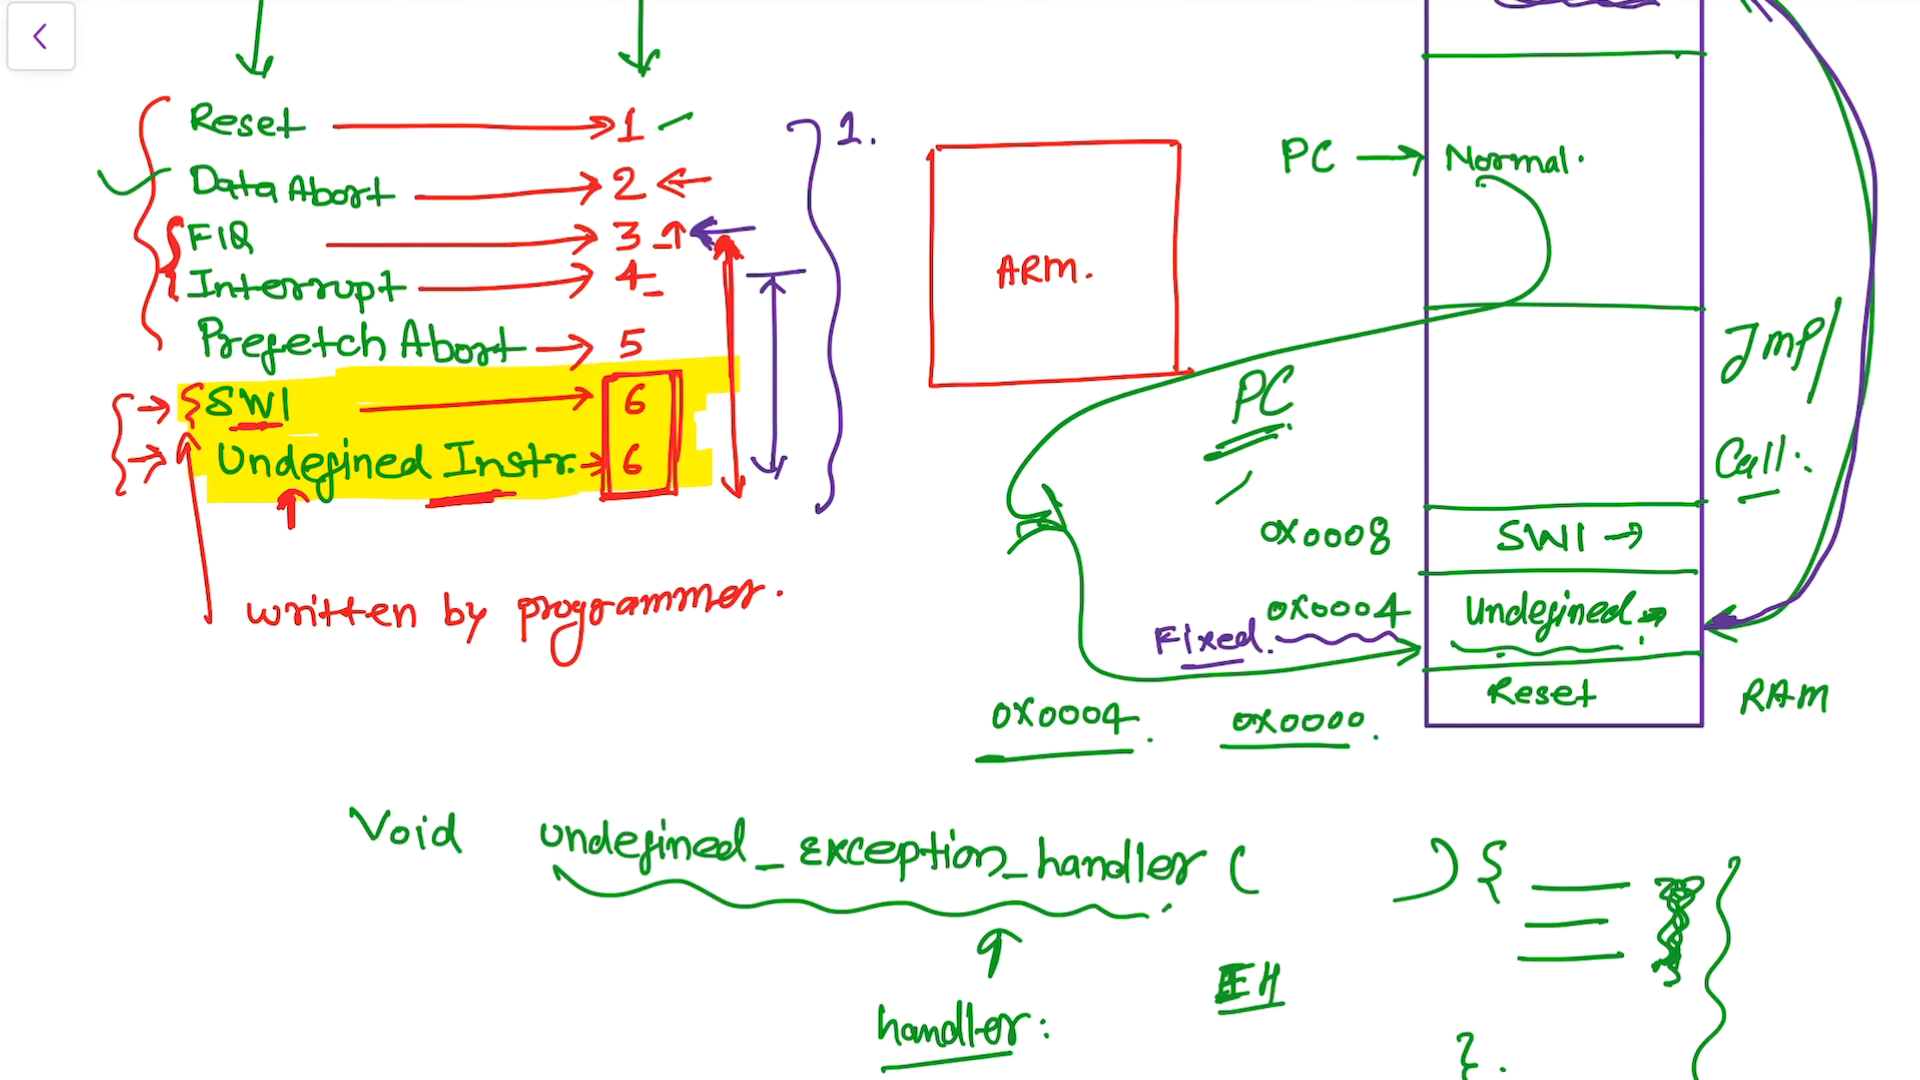 Reset → 1
Data Abort → 2 ←
FIQ → 3 ↑
Interrupt → 4
Prefetch Abort → 5
SWI → 6
Undefined Instr. → 6
written by programmer.
1.
ARM.
PC → Normal.
PC
Jmp/
Call.
0x0008 SWI →
0x0004 Undefined →
Fixed.
Reset
RAM
0x0004. 0x0000.
Void undefined_exception_handler ( ) {
EH
handler:
}.